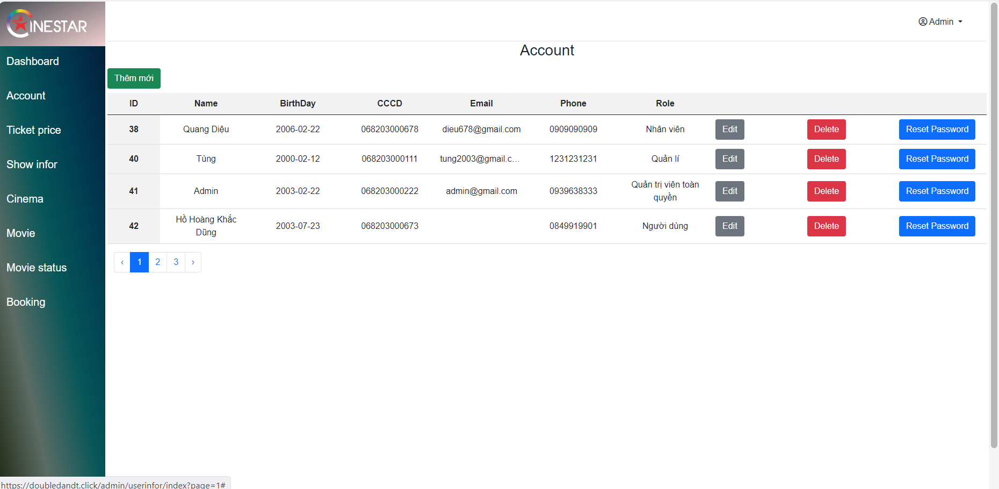 CINESTAR
Admin
Dashboard
Account
Ticket price
Show infor
Cinema
Movie
Movie status
Booking
Account
Thêm mới
ID Name BirthDay CCCD Email Phone Role
38 Quang Diệu 2006-02-22 068203000678 dieu678@gmail.com 0909090909 Nhân viên Edit Delete Reset Password
40 Tùng 2000-02-12 068203000111 tung2003@gmail.c... 1231231231 Quản lí Edit Delete Reset Password
41 Admin 2003-02-22 068203000222 admin@gmail.com 0939638333 Quản trị viên toàn
quyền Edit Delete Reset Password
42 Hồ Hoàng Khắc
Dũng 2003-07-23 068203000673 0849919901 Người dùng Edit Delete Reset Password
‹ 1 2 3 ›
https://doubledandt.click/admin/userinfor/index?page=1#